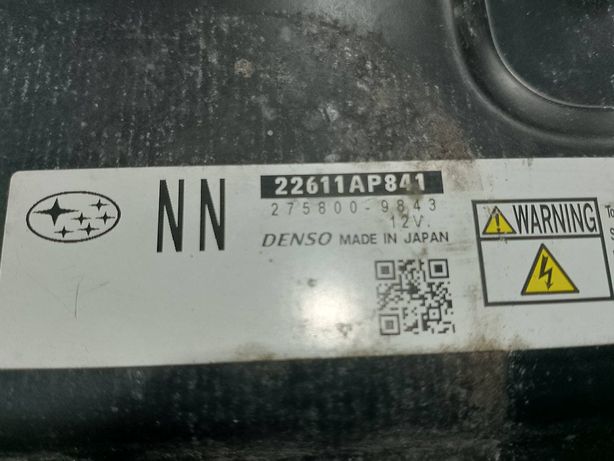 NN
22611AP841
275800-9843
12V
DENSO MADE IN JAPAN
WARNING